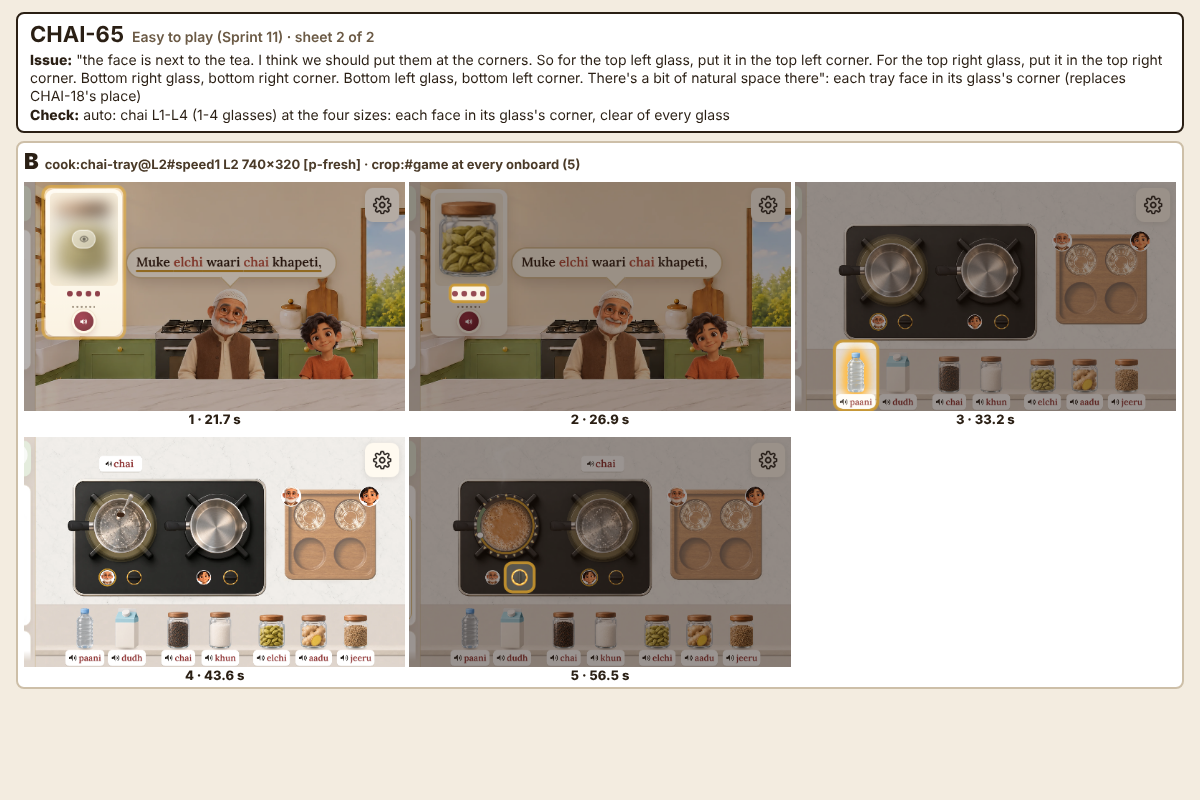 CHAI-65 Easy to play (Sprint 11) · sheet 2 of 2
Issue: "the face is next to the tea. I think we should put them at the corners. So for the top left glass, put it in the top left corner. For the top right glass, put it in the top right
corner. Bottom right glass, bottom right corner. Bottom left glass, bottom left corner. There's a bit of natural space there": each tray face in its glass's corner (replaces
CHAI-18's place)
Check: auto: chai L1-L4 (1-4 glasses) at the four sizes: each face in its glass's corner, clear of every glass
B cook:chai-tray@L2#speed1 L2 740×320 [p-fresh] · crop:#game at every onboard (5)
Muke elchi waari chai khapeti,
1 · 21.7 s
Muke elchi waari chai khapeti,
2 · 26.9 s
paani dudh chai khun elchi aadu jeeru
3 · 33.2 s
chai
paani dudh chai khun elchi aadu jeeru
4 · 43.6 s
chai
paani dudh chai khun elchi aadu jeeru
5 · 56.5 s